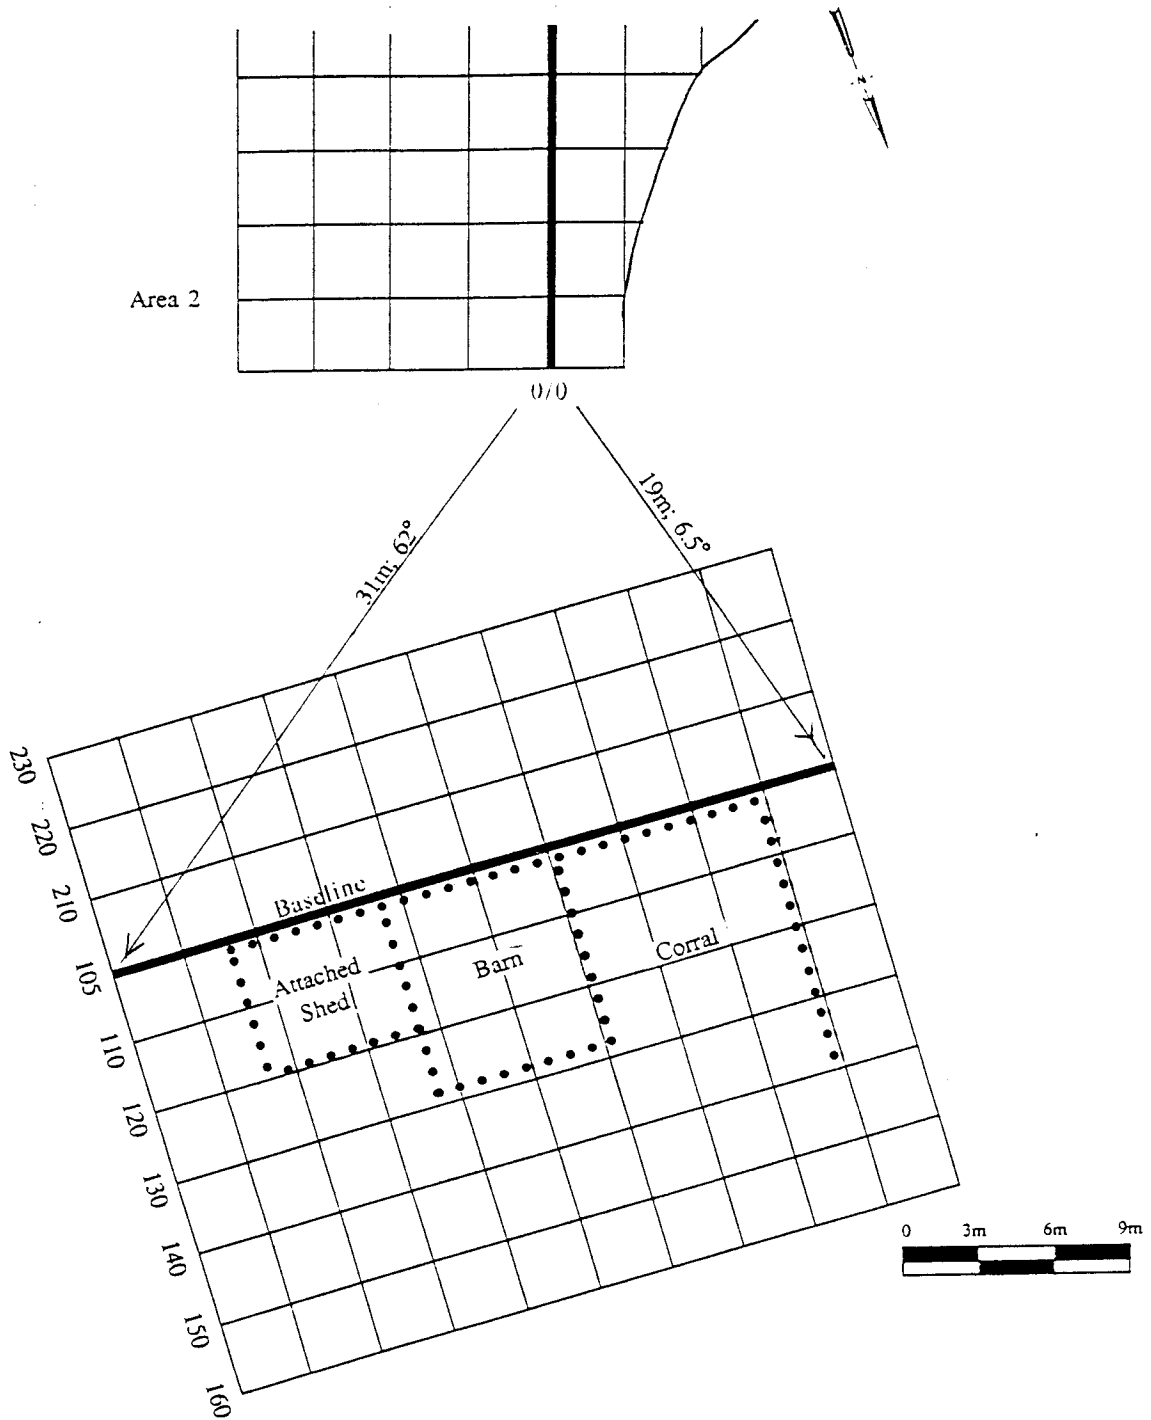 N
Area 2
0/0
31m; 62°
19m; 6.5°
230
220
210
105
110
120
130
140
150
160
Baseline
Attached
Shed
Barn
Corral
0 3m 6m 9m